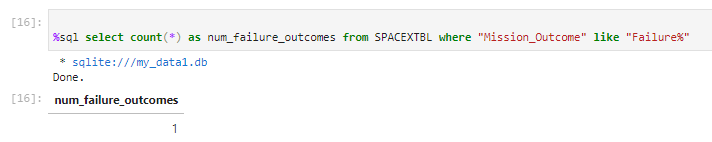 [16]:
%sql select count(*) as num_failure_outcomes from SPACEXTBL where "Mission_Outcome" like "Failure%"
* sqlite:///my_data1.db
Done.
[16]:
num_failure_outcomes
1